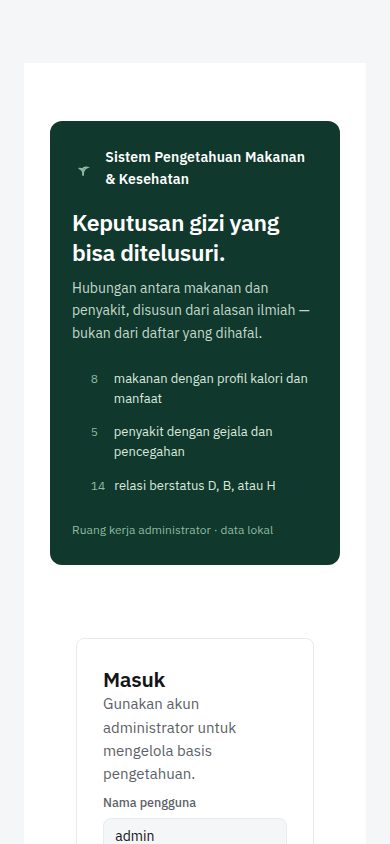 Sistem Pengetahuan Makanan
& Kesehatan
Keputusan gizi yang
bisa ditelusuri.
Hubungan antara makanan dan
penyakit, disusun dari alasan ilmiah —
bukan dari daftar yang dihafal.
8 makanan dengan profil kalori dan
manfaat
5 penyakit dengan gejala dan
pencegahan
14 relasi berstatus D, B, atau H
Ruang kerja administrator · data lokal
Masuk
Gunakan akun
administrator untuk
mengelola basis
pengetahuan.
Nama pengguna
admin